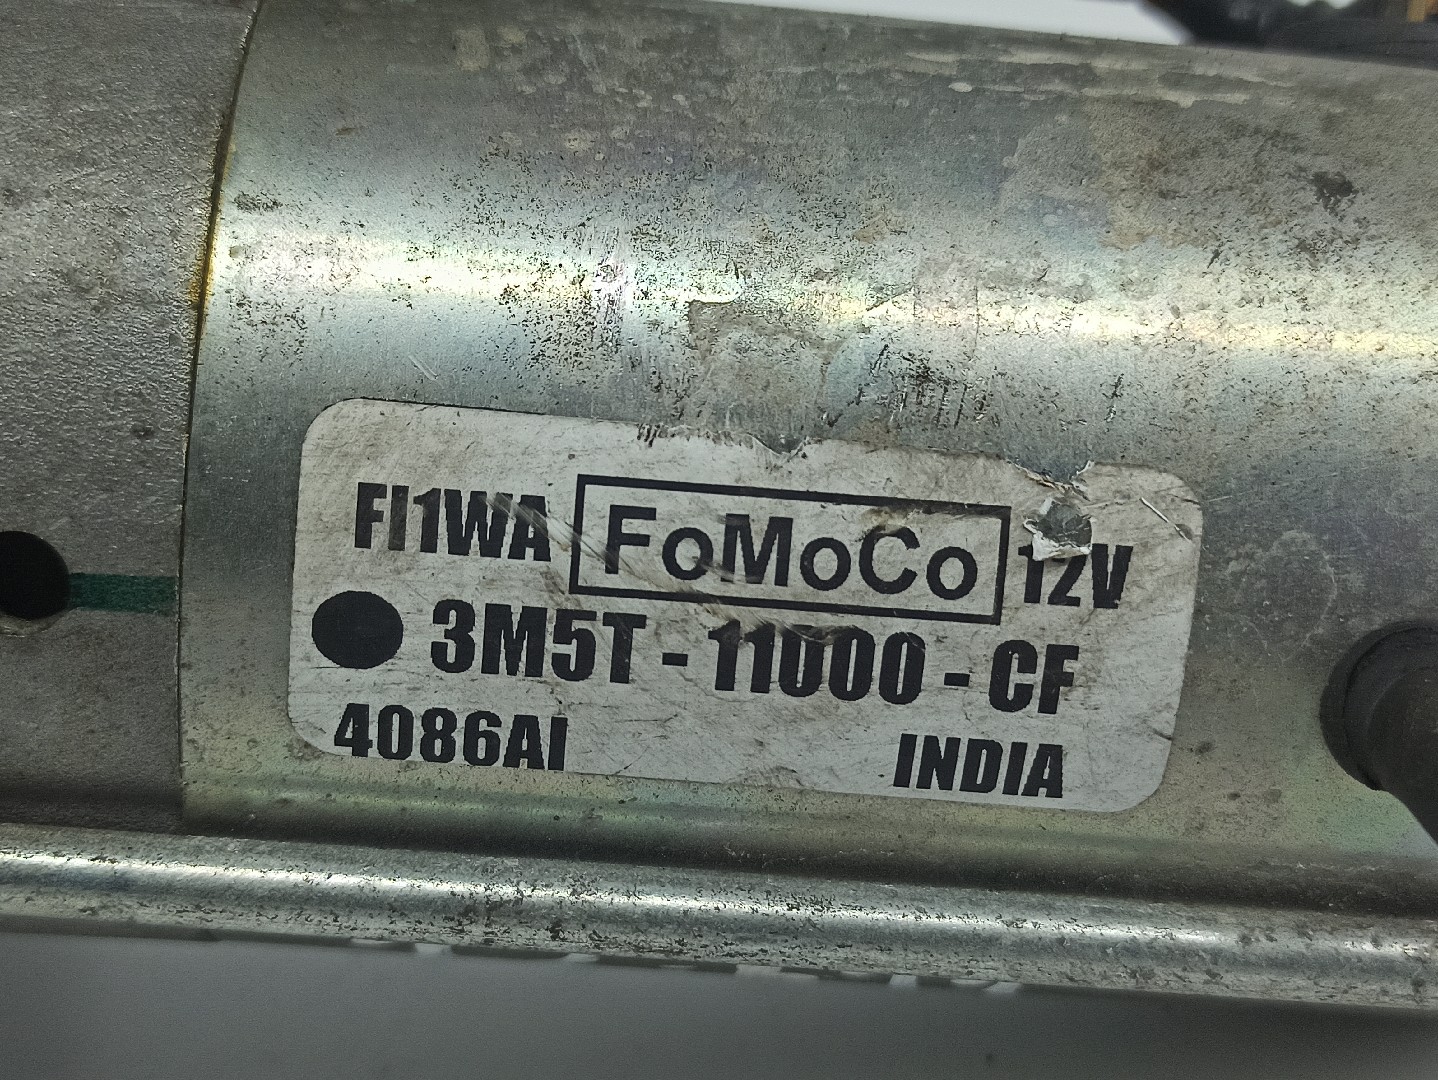 FI1WA FoMoCo 12V
3M5T - 11000 - CF
4086AI INDIA